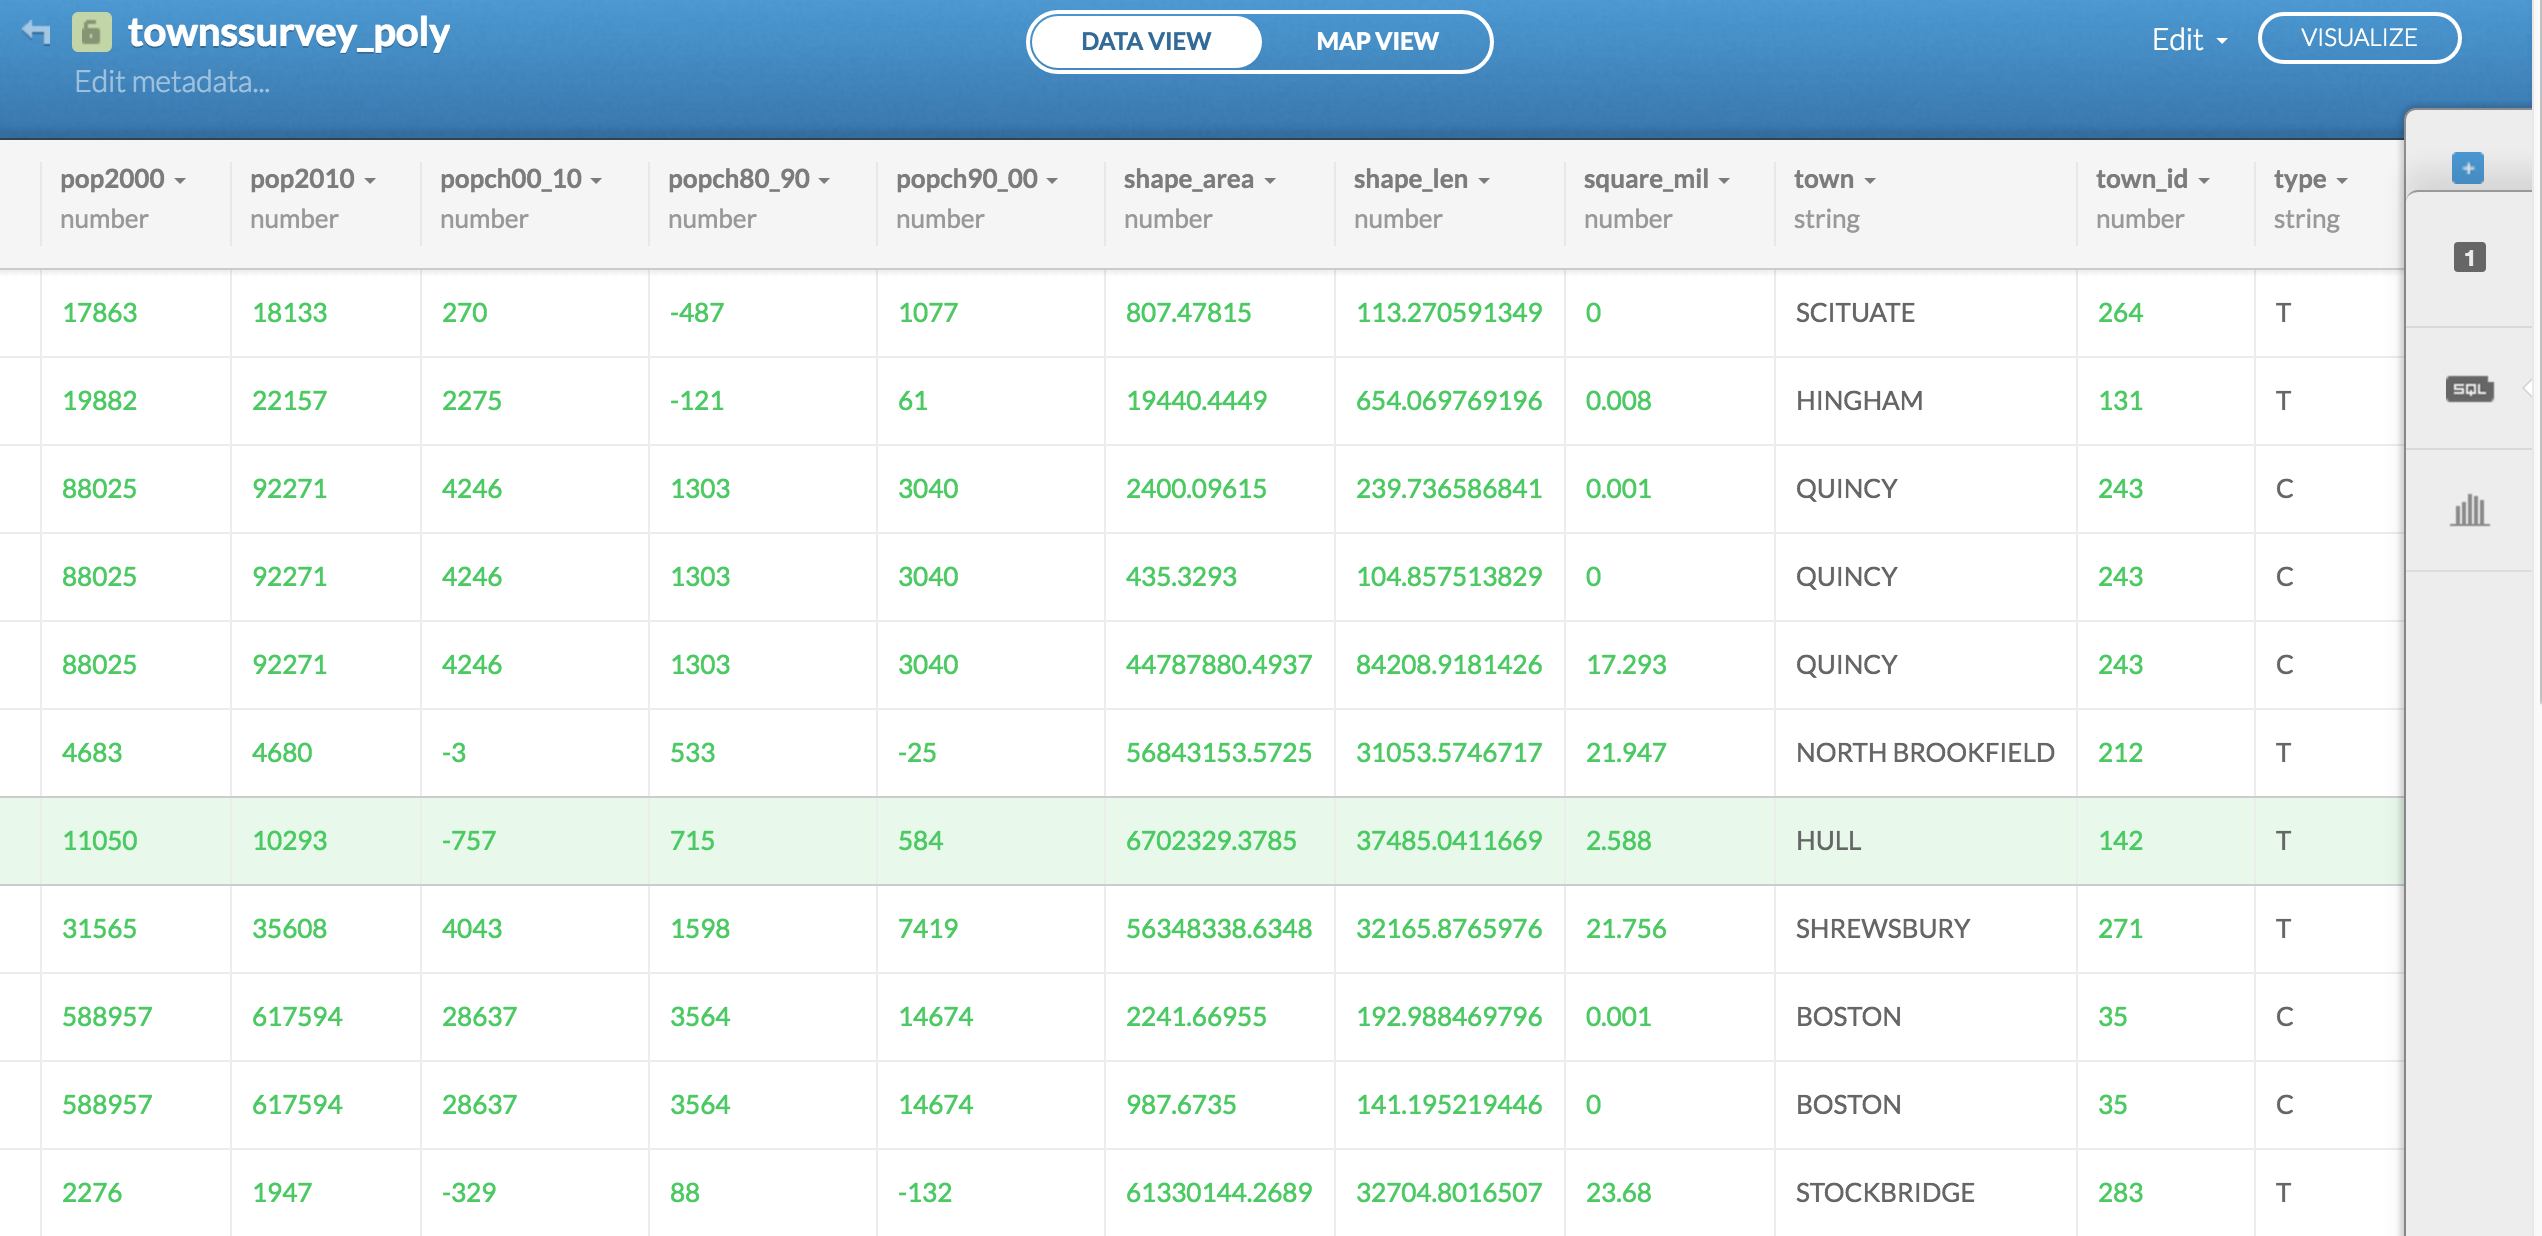 townssurvey_poly
Edit metadata...
DATA VIEW MAP VIEW
Edit VISUALIZE
pop2000 pop2010 popch00_10 popch80_90 popch90_00 shape_area shape_len square_mil town town_id type
number number number number number number number number string number string
17863 18133 270 -487 1077 807.47815 113.270591349 0 SCITUATE 264 T
19882 22157 2275 -121 61 19440.4449 654.069769196 0.008 HINGHAM 131 T
88025 92271 4246 1303 3040 2400.09615 239.736586841 0.001 QUINCY 243 C
88025 92271 4246 1303 3040 435.3293 104.857513829 0 QUINCY 243 C
88025 92271 4246 1303 3040 44787880.4937 84208.9181426 17.293 QUINCY 243 C
4683 4680 -3 533 -25 56843153.5725 31053.5746717 21.947 NORTH BROOKFIELD 212 T
11050 10293 -757 715 584 6702329.3785 37485.0411669 2.588 HULL 142 T
31565 35608 4043 1598 7419 56348338.6348 32165.8765976 21.756 SHREWSBURY 271 T
588957 617594 28637 3564 14674 2241.66955 192.988469796 0.001 BOSTON 35 C
588957 617594 28637 3564 14674 987.6735 141.195219446 0 BOSTON 35 C
2276 1947 -329 88 -132 61330144.2689 32704.8016507 23.68 STOCKBRIDGE 283 T
+
1
SQL